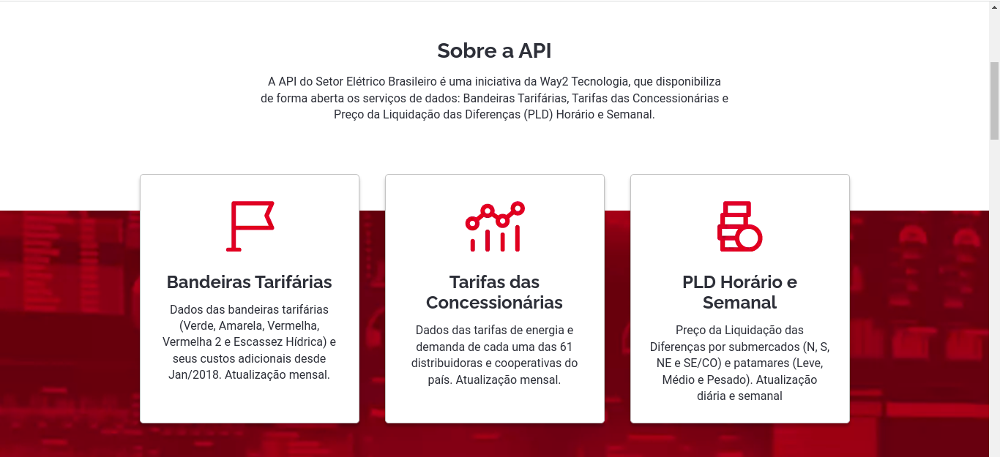 Sobre a API
A API do Setor Elétrico Brasileiro é uma iniciativa da Way2 Tecnologia, que disponibiliza
de forma aberta os serviços de dados: Bandeiras Tarifárias, Tarifas das Concessionárias e
Preço da Liquidação das Diferenças (PLD) Horário e Semanal.
Bandeiras Tarifárias
Dados das bandeiras tarifárias
(Verde, Amarela, Vermelha,
Vermelha 2 e Escassez Hídrica) e
seus custos adicionais desde
Jan/2018. Atualização mensal.
Tarifas das
Concessionárias
Dados das tarifas de energia e
demanda de cada uma das 61
distribuidoras e cooperativas do
país. Atualização mensal.
PLD Horário e
Semanal
Preço da Liquidação das
Diferenças por submercados (N, S,
NE e SE/CO) e patamares (Leve,
Médio e Pesado). Atualização
diária e semanal